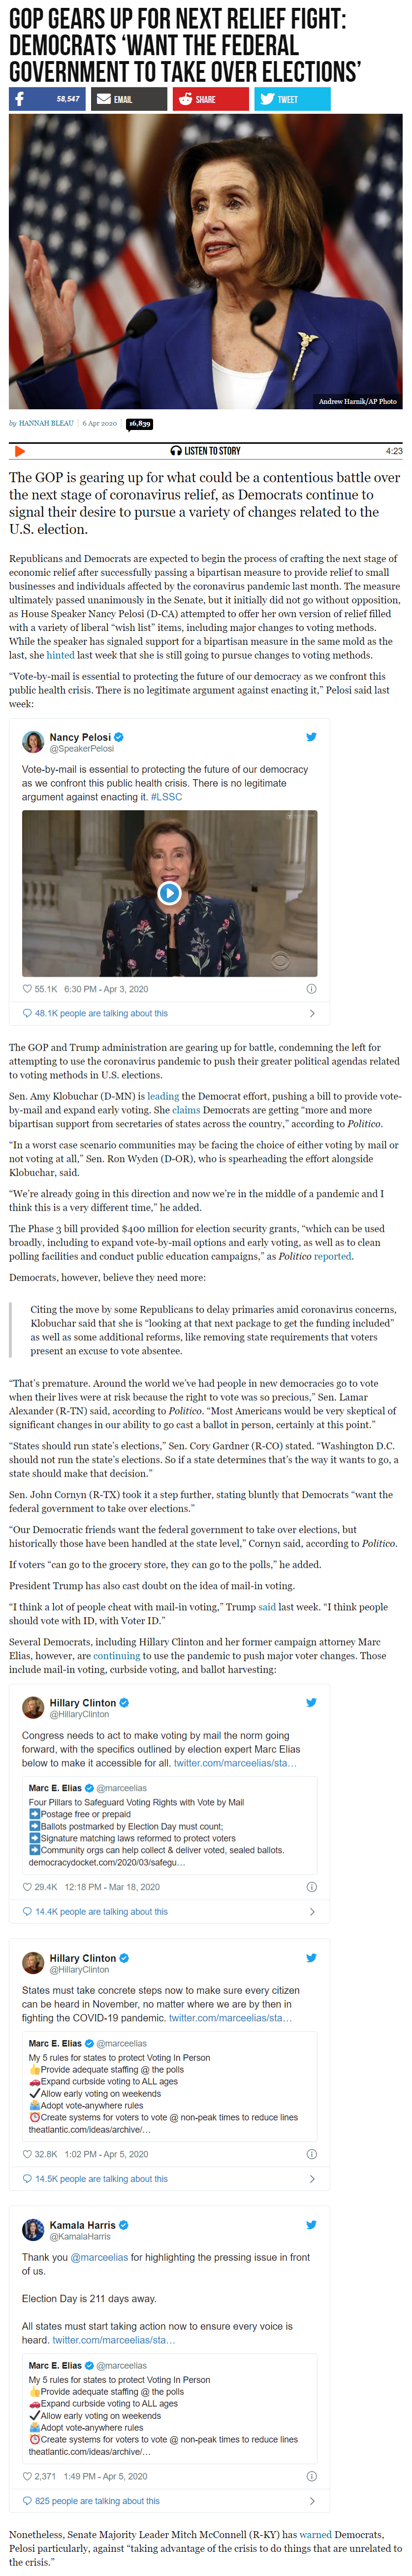 GOP GEARS UP FOR NEXT RELIEF FIGHT:
DEMOCRATS ‘WANT THE FEDERAL
GOVERNMENT TO TAKE OVER ELECTIONS’
58,547
EMAIL
SHARE
TWEET
Andrew Harnik/AP Photo
by HANNAH BLEAU | 6 Apr 2020 | 16,839
LISTEN TO STORY
4:23
The GOP is gearing up for what could be a contentious battle over
the next stage of coronavirus relief, as Democrats continue to
signal their desire to pursue a variety of changes related to the
U.S. election.
Republicans and Democrats are expected to begin the process of crafting the next stage of
economic relief after successfully passing a bipartisan measure to provide relief to small
businesses and individuals affected by the coronavirus pandemic last month. The measure
ultimately passed unanimously in the Senate, but it initially did not go without opposition,
as House Speaker Nancy Pelosi (D-CA) attempted to offer her own version of relief filled
with a variety of liberal “wish list” items, including major changes to voting methods.
While the speaker has signaled support for a bipartisan measure in the same mold as the
last, she hinted last week that she is still going to pursue changes to voting methods.
“Vote-by-mail is essential to protecting the future of our democracy as we confront this
public health crisis. There is no legitimate argument against enacting it,” Pelosi said last
week:
Nancy Pelosi
@SpeakerPelosi
Vote-by-mail is essential to protecting the future of our democracy
as we confront this public health crisis. There is no legitimate
argument against enacting it. #LSSC
55.1K 6:30 PM - Apr 3, 2020
48.1K people are talking about this
The GOP and Trump administration are gearing up for battle, condemning the left for
attempting to use the coronavirus pandemic to push their greater political agendas related
to voting methods in U.S. elections.
Sen. Amy Klobuchar (D-MN) is leading the Democrat effort, pushing a bill to provide vote-
by-mail and expand early voting. She claims Democrats are getting “more and more
bipartisan support from secretaries of states across the country,” according to Politico.
“In a worst case scenario communities may be facing the choice of either voting by mail or
not voting at all,” Sen. Ron Wyden (D-OR), who is spearheading the effort alongside
Klobuchar, said.
“We’re already going in this direction and now we’re in the middle of a pandemic and I
think this is a very different time,” he added.
The Phase 3 bill provided $400 million for election security grants, “which can be used
broadly, including to expand vote-by-mail options and early voting, as well as to clean
polling facilities and conduct public education campaigns,” as Politico reported.
Democrats, however, believe they need more:
Citing the move by some Republicans to delay primaries amid coronavirus concerns,
Klobuchar said that she is “looking at that next package to get the funding included”
as well as some additional reforms, like removing state requirements that voters
present an excuse to vote absentee.
“That’s premature. Around the world we’ve had people in new democracies go to vote
when their lives were at risk because the right to vote was so precious,” Sen. Lamar
Alexander (R-TN) said, according to Politico. “Most Americans would be very skeptical of
significant changes in our ability to go cast a ballot in person, certainly at this point.”
“States should run state’s elections,” Sen. Cory Gardner (R-CO) stated. “Washington D.C.
should not run the state’s elections. So if a state determines that’s the way it wants to go, a
state should make that decision.”
Sen. John Cornyn (R-TX) took it a step further, stating bluntly that Democrats “want the
federal government to take over elections.”
“Our Democratic friends want the federal government to take over elections, but
historically those have been handled at the state level,” Cornyn said, according to Politico.
If voters “can go to the grocery store, they can go to the polls,” he added.
President Trump has also cast doubt on the idea of mail-in voting.
“I think a lot of people cheat with mail-in voting,” Trump said last week. “I think people
should vote with ID, with Voter ID.”
Several Democrats, including Hillary Clinton and her former campaign attorney Marc
Elias, however, are continuing to use the pandemic to push major voter changes. Those
include mail-in voting, curbside voting, and ballot harvesting:
Hillary Clinton
@HillaryClinton
Congress needs to act to make voting by mail the norm going
forward, with the specifics outlined by election expert Marc Elias
below to make it accessible for all. twitter.com/marceelias/sta…
Marc E. Elias @marceelias
Four Pillars to Safeguard Voting Rights with Vote by Mail
➡️Postage free or prepaid
➡️Ballots postmarked by Election Day must count;
➡️Signature matching laws reformed to protect voters
➡️Community orgs can help collect & deliver voted, sealed ballots.
democracydocket.com/2020/03/safegu…
29.4K 12:18 PM - Mar 18, 2020
14.4K people are talking about this
Hillary Clinton
@HillaryClinton
States must take concrete steps now to make sure every citizen
can be heard in November, no matter where we are by then in
fighting the COVID-19 pandemic. twitter.com/marceelias/sta…
Marc E. Elias @marceelias
My 5 rules for states to protect Voting In Person
👍Provide adequate staffing @ the polls
🚗Expand curbside voting to ALL ages
✔️Allow early voting on weekends
🗳️Adopt vote-anywhere rules
⏰Create systems for voters to vote @ non-peak times to reduce lines
theatlantic.com/ideas/archive/…
32.8K 1:02 PM - Apr 5, 2020
14.5K people are talking about this
Kamala Harris
@KamalaHarris
Thank you @marceelias for highlighting the pressing issue in front
of us.
Election Day is 211 days away.
All states must start taking action now to ensure every voice is
heard. twitter.com/marceelias/sta…
Marc E. Elias @marceelias
My 5 rules for states to protect Voting In Person
👍Provide adequate staffing @ the polls
🚗Expand curbside voting to ALL ages
✔️Allow early voting on weekends
🗳️Adopt vote-anywhere rules
⏰Create systems for voters to vote @ non-peak times to reduce lines
theatlantic.com/ideas/archive/…
2,371 1:49 PM - Apr 5, 2020
825 people are talking about this
Nonetheless, Senate Majority Leader Mitch McConnell (R-KY) has warned Democrats,
Pelosi particularly, against “taking advantage of the crisis to do things that are unrelated to
the crisis.”